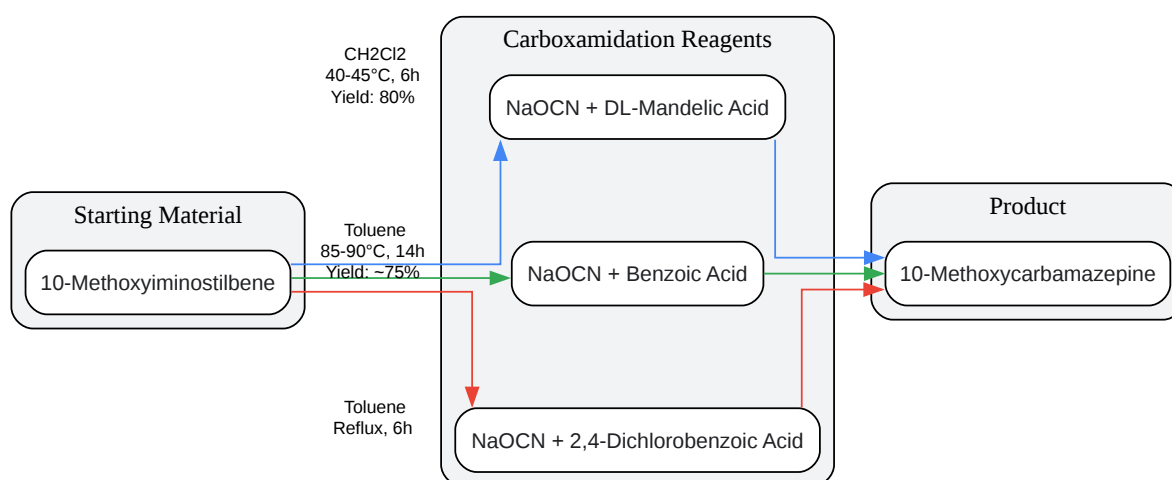 Carboxamidation Reagents
CH2Cl2
40-45°C, 6h
Yield: 80%
NaOCN + DL-Mandelic Acid
Starting Material
10-Methoxyiminostilbene
Toluene
85-90°C, 14h
Yield: ~75%
NaOCN + Benzoic Acid
Product
10-Methoxycarbamazepine
Toluene
Reflux, 6h
NaOCN + 2,4-Dichlorobenzoic Acid